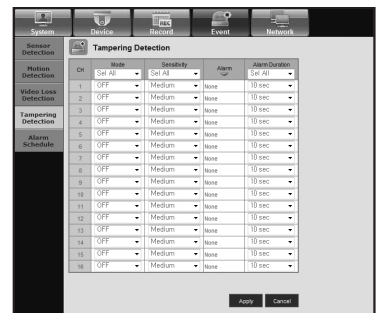 System Device Record Event Network
REC
Sensor Detection
Motion Detection
Video Loss Detection
Tampering Detection
Alarm Schedule
Tampering Detection
CH Mode Sensitivity Alarm Alarm Duration
Sel All Sel All Sel All
1 OFF Medium None 10 sec
2 OFF Medium None 10 sec
3 OFF Medium None 10 sec
4 OFF Medium None 10 sec
5 OFF Medium None 10 sec
6 OFF Medium None 10 sec
7 OFF Medium None 10 sec
8 OFF Medium None 10 sec
9 OFF Medium None 10 sec
10 OFF Medium None 10 sec
11 OFF Medium None 10 sec
12 OFF Medium None 10 sec
13 OFF Medium None 10 sec
14 OFF Medium None 10 sec
15 OFF Medium None 10 sec
16 OFF Medium None 10 sec
Apply Cancel